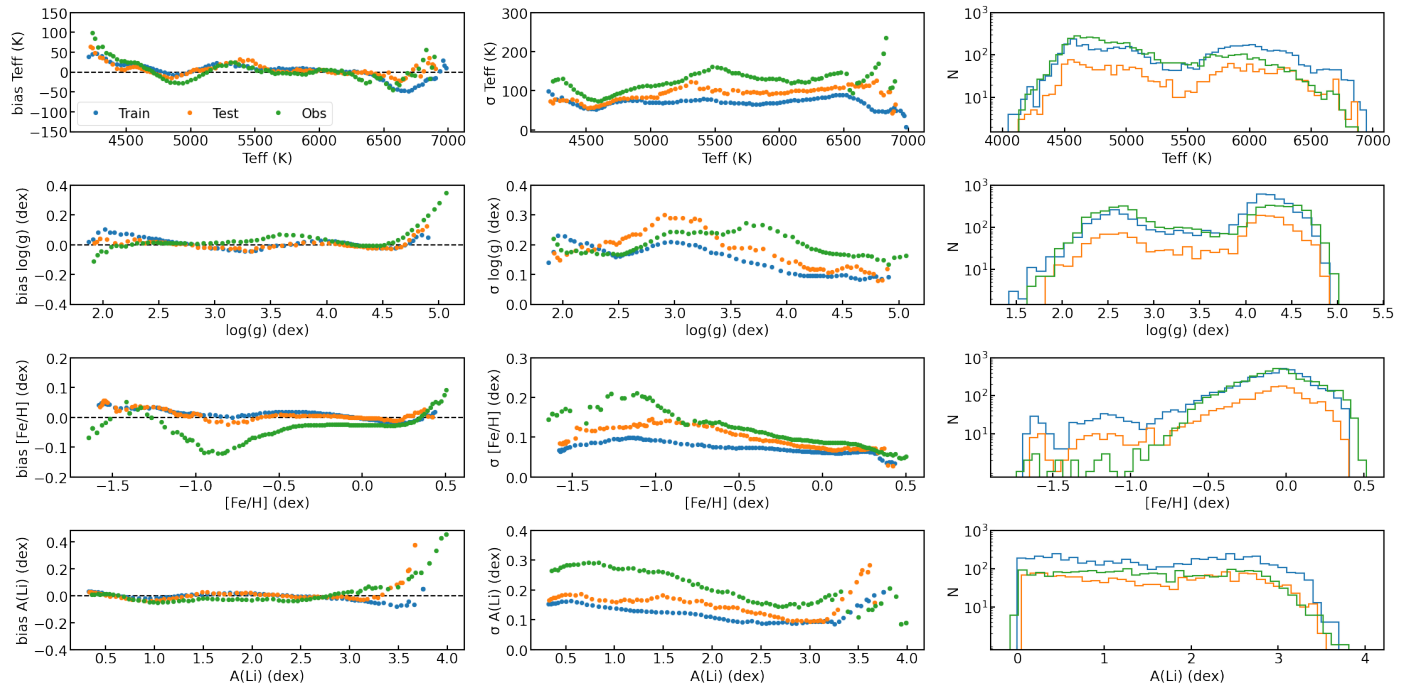 150
100
50
0
−50
−100
−150
bias Teff (K)
Train
Test
Obs
4500 5000 5500 6000 6500 7000
Teff (K)
300
200
100
0
σ Teff (K)
4500 5000 5500 6000 6500 7000
Teff (K)
10³
10²
10¹
N
4000 4500 5000 5500 6000 6500 7000
Teff (K)
0.4
0.2
0.0
−0.2
−0.4
bias log(g) (dex)
2.0 2.5 3.0 3.5 4.0 4.5 5.0
log(g) (dex)
0.4
0.3
0.2
0.1
0.0
σ log(g) (dex)
2.0 2.5 3.0 3.5 4.0 4.5 5.0
log(g) (dex)
10³
10²
10¹
N
1.5 2.0 2.5 3.0 3.5 4.0 4.5 5.0 5.5
log(g) (dex)
0.2
0.1
0.0
−0.1
−0.2
bias [Fe/H] (dex)
−1.5 −1.0 −0.5 0.0 0.5
[Fe/H] (dex)
0.3
0.2
0.1
0.0
σ [Fe/H] (dex)
−1.5 −1.0 −0.5 0.0 0.5
[Fe/H] (dex)
10³
10²
10¹
N
−1.5 −1.0 −0.5 0.0 0.5
[Fe/H] (dex)
0.4
0.2
0.0
−0.2
−0.4
bias A(Li) (dex)
0.5 1.0 1.5 2.0 2.5 3.0 3.5 4.0
A(Li) (dex)
0.4
0.3
0.2
0.1
0.0
σ A(Li) (dex)
0.5 1.0 1.5 2.0 2.5 3.0 3.5 4.0
A(Li) (dex)
10³
10²
10¹
N
0 1 2 3 4
A(Li) (dex)